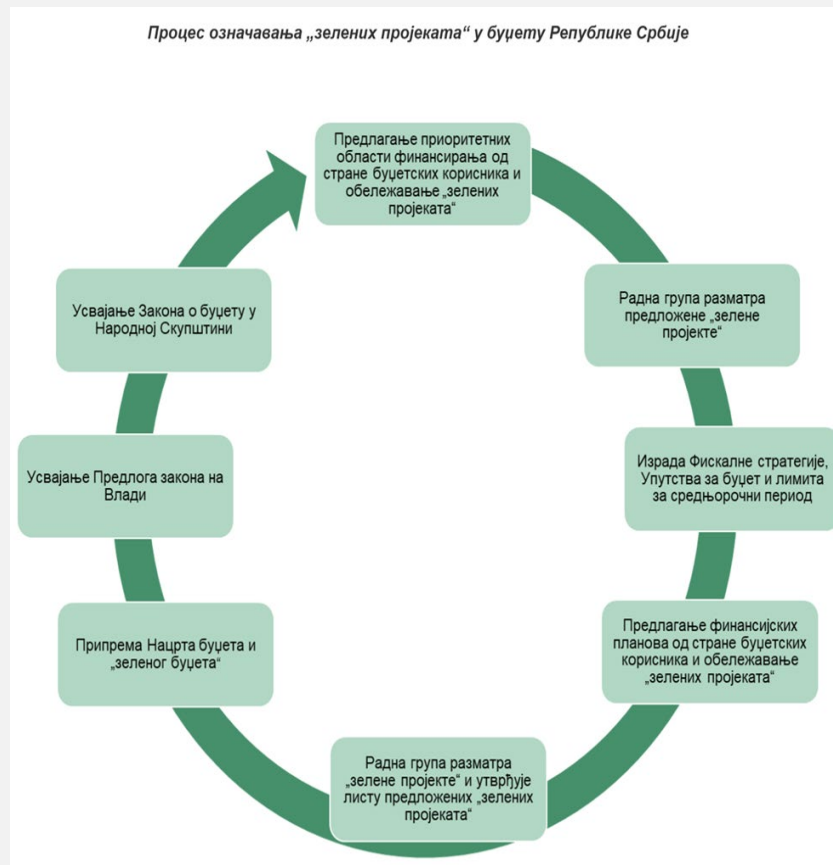 Процес означавања „зелених пројеката“ у буџету Републике Србије
Предлагање приоритетних
области финансирања од
стране буџетских корисника и
обележавање „зелених
пројеката“
Радна група разматра
предложене „зелене
пројекте“
Израда Фискалне стратегије,
Упутства за буџет и лимита
за средњорочни период
Предлагање финансијских
планова од стране буџетских
корисника и обележавање
„зелених пројеката“
Радна група разматра
„зелене пројекте“ и утврђује
листу предложених „зелених
пројеката“
Припрема Нацрта буџета и
„зеленог буџета“
Усвајање Предлога закона на
Влади
Усвајање Закона о буџету у
Народној Скупштини